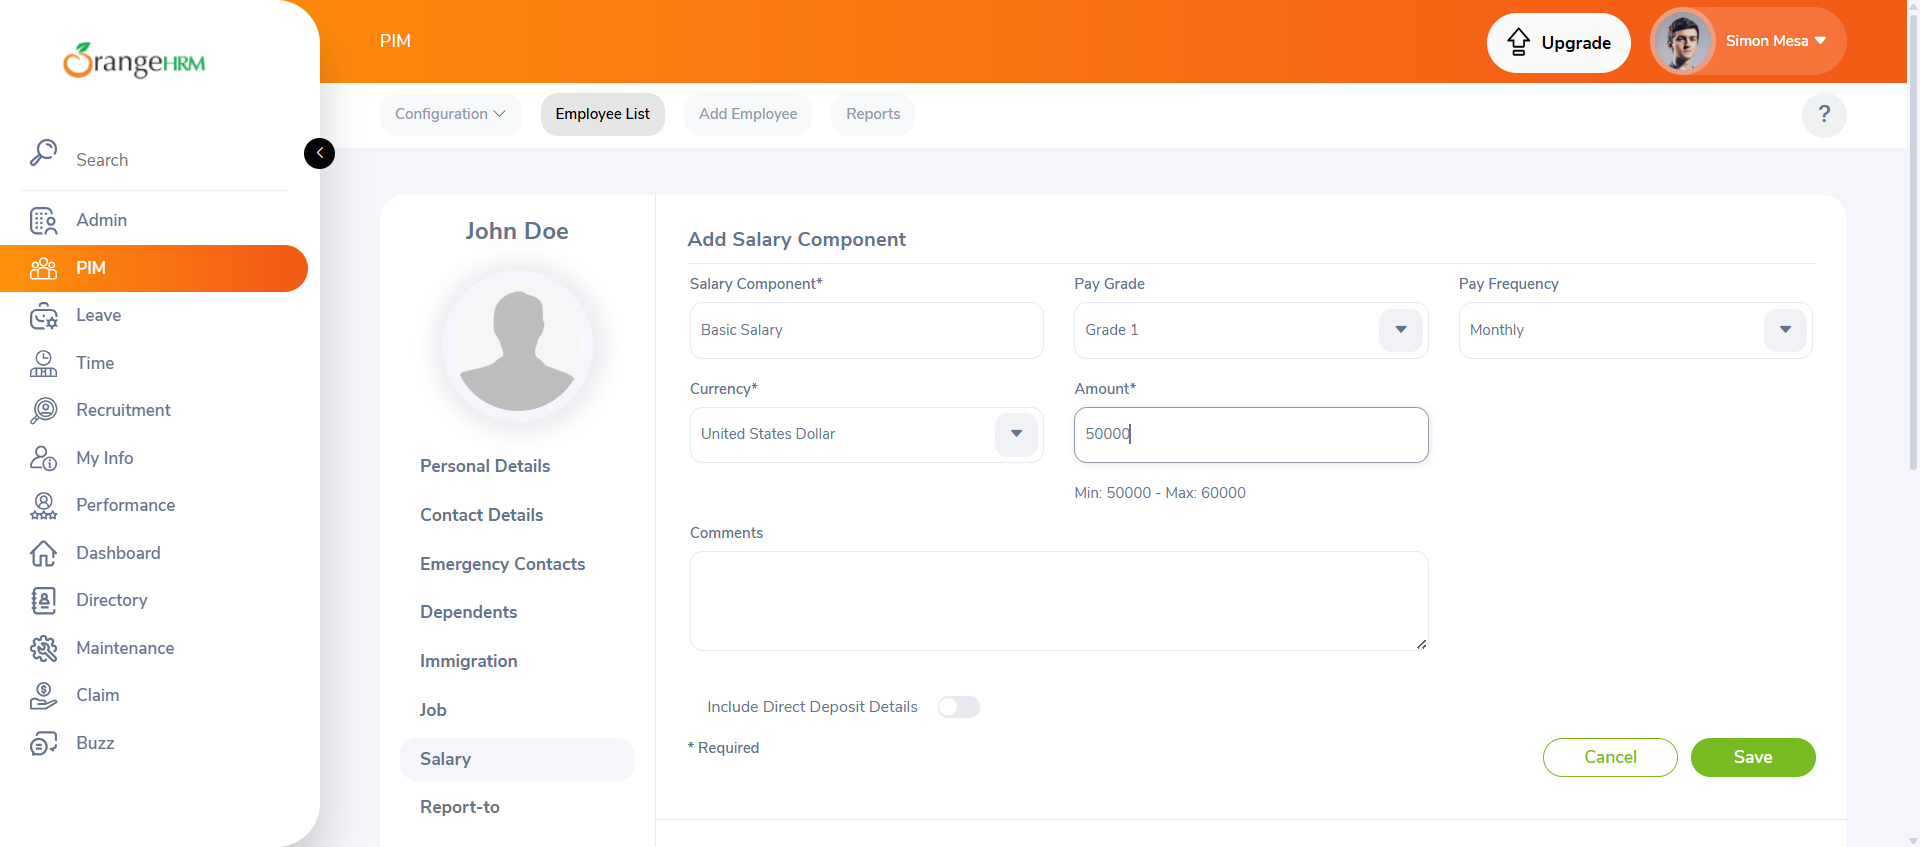 OrangeHRM
PIM
Upgrade
Simon Mesa
Configuration
Employee List
Add Employee
Reports
?
Search
Admin
PIM
Leave
Time
Recruitment
My Info
Performance
Dashboard
Directory
Maintenance
Claim
Buzz
John Doe
Personal Details
Contact Details
Emergency Contacts
Dependents
Immigration
Job
Salary
Report-to
Add Salary Component
Salary Component*
Pay Grade
Pay Frequency
Basic Salary
Grade 1
Monthly
Currency*
Amount*
United States Dollar
50000
Min: 50000 - Max: 60000
Comments
Include Direct Deposit Details
* Required
Cancel
Save